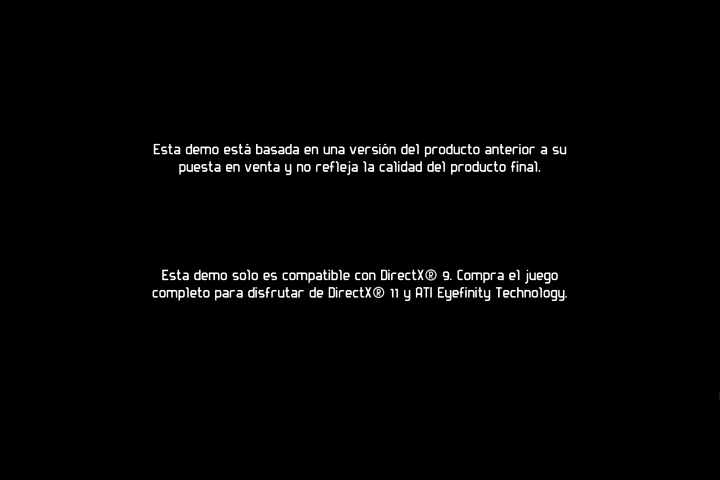 Esta demo está basada en una versión del producto anterior a su
puesta en venta y no refleja la calidad del producto final.
Esta demo solo es compatible con DirectX® 9. Compra el juego
completo para disfrutar de DirectX® 11 y ATI Eyefinity Technology.